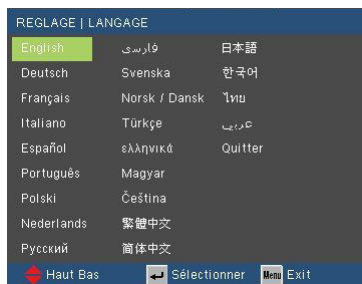 REGLAGE | LANGAGE
English فارسی 日本語
Deutsch Svenska 한국어
Français Norsk / Dansk ไทย
Italiano Türkçe عربي
Español ελληνικά Quitter
Português Magyar
Polski Čeština
Nederlands 繁體中文
Русский 简体中文
Haut Bas Sélectionner Menu Exit